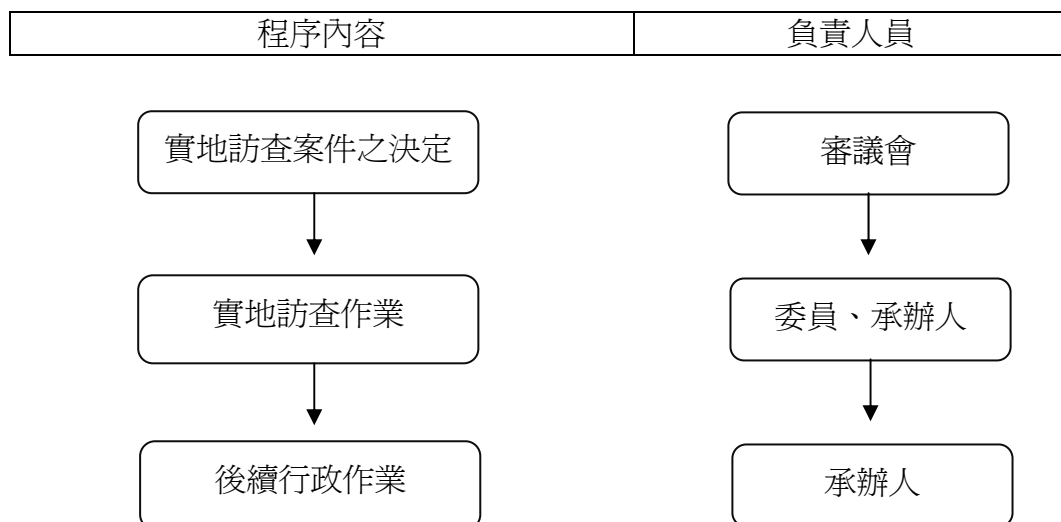 程序內容 負責人員
實地訪查案件之決定 審議會
實地訪查作業 委員、承辦人
後續行政作業 承辦人